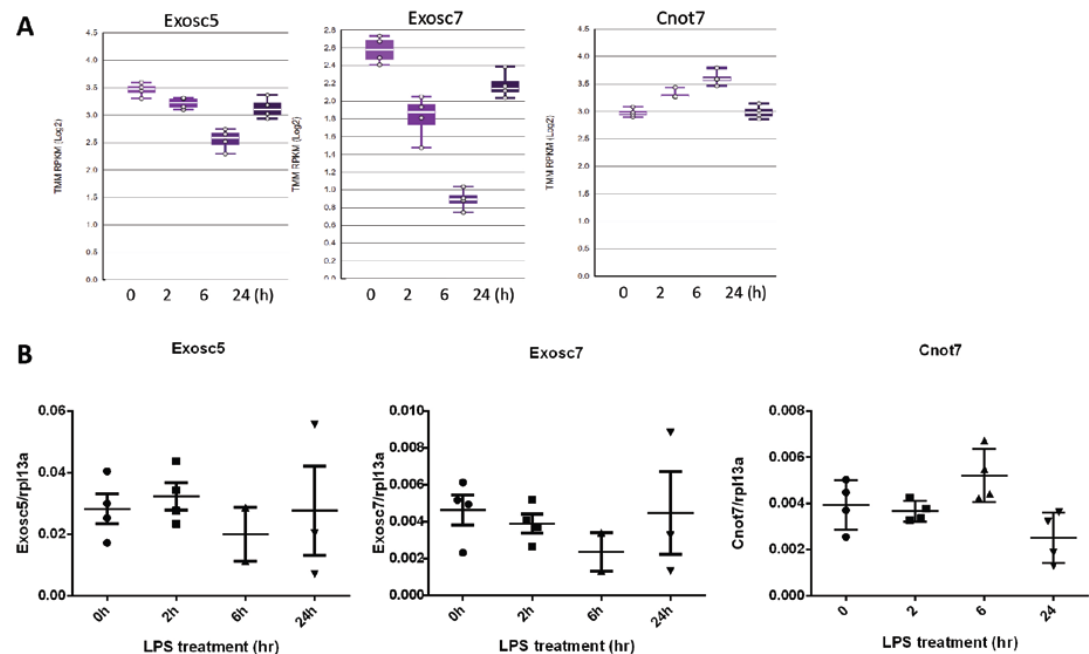 A
Exosc5
Exosc7
Cnot7
TMM RPKM (Log2)
4.5
4.0
3.5
3.0
2.5
2.0
1.5
1.0
0.5
0.0
0 2 6 24 (h)
TMM RPKM (Log2)
2.8
2.6
2.4
2.2
2.0
1.8
1.6
1.4
1.2
1.0
0.8
0.6
0.4
0.2
0.0
0 2 6 24 (h)
TMM RPKM (Log2)
4.5
4.0
3.5
3.0
2.5
2.0
1.5
1.0
0.5
0.0
0 2 6 24 (h)
B
Exosc5
Exosc7
Cnot7
Exosc5/rpl13a
0.06
0.04
0.02
0.00
0h 2h 6h 24h
LPS treatment (hr)
Exosc7/rpl13a
0.010
0.008
0.006
0.004
0.002
0.000
0h 2h 6h 24h
LPS treatment (hr)
Cnot7/rpl13a
0.008
0.006
0.004
0.002
0.000
0 2 6 24
LPS treatment (hr)